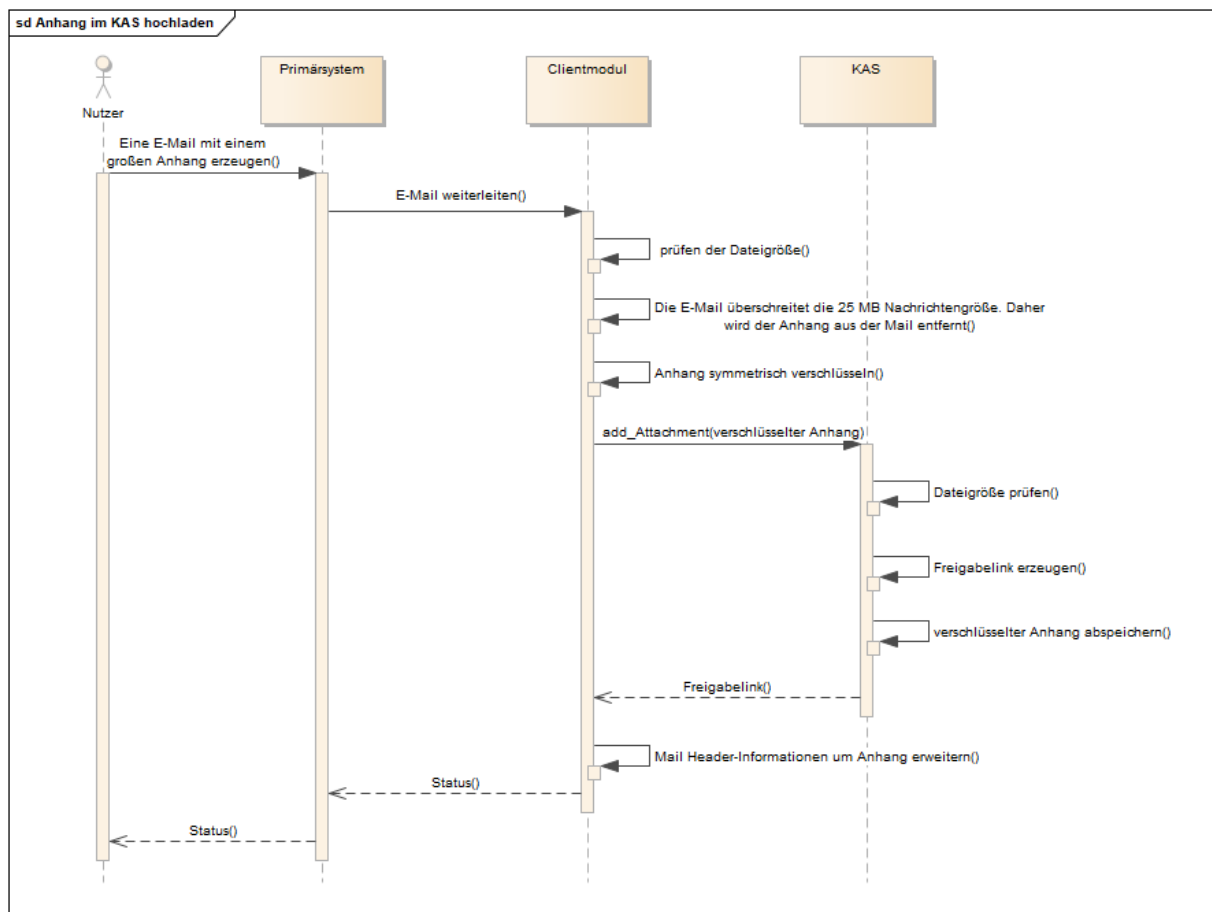 sd Anhang im KAS hochladen
Nutzer
Primärsystem
Clientmodul
KAS
Eine E-Mail mit einem
großen Anhang erzeugen()
E-Mail weiterleiten()
prüfen der Dateigröße()
Die E-Mail überschreitet die 25 MB Nachrichtengröße. Daher
wird der Anhang aus der Mail entfernt()
Anhang symmetrisch verschlüsseln()
add_Attachment(verschlüsselter Anhang)
Dateigröße prüfen()
Freigabelink erzeugen()
verschlüsselter Anhang abspeichern()
Freigabelink()
Mail Header-Informationen um Anhang erweitern()
Status()
Status()